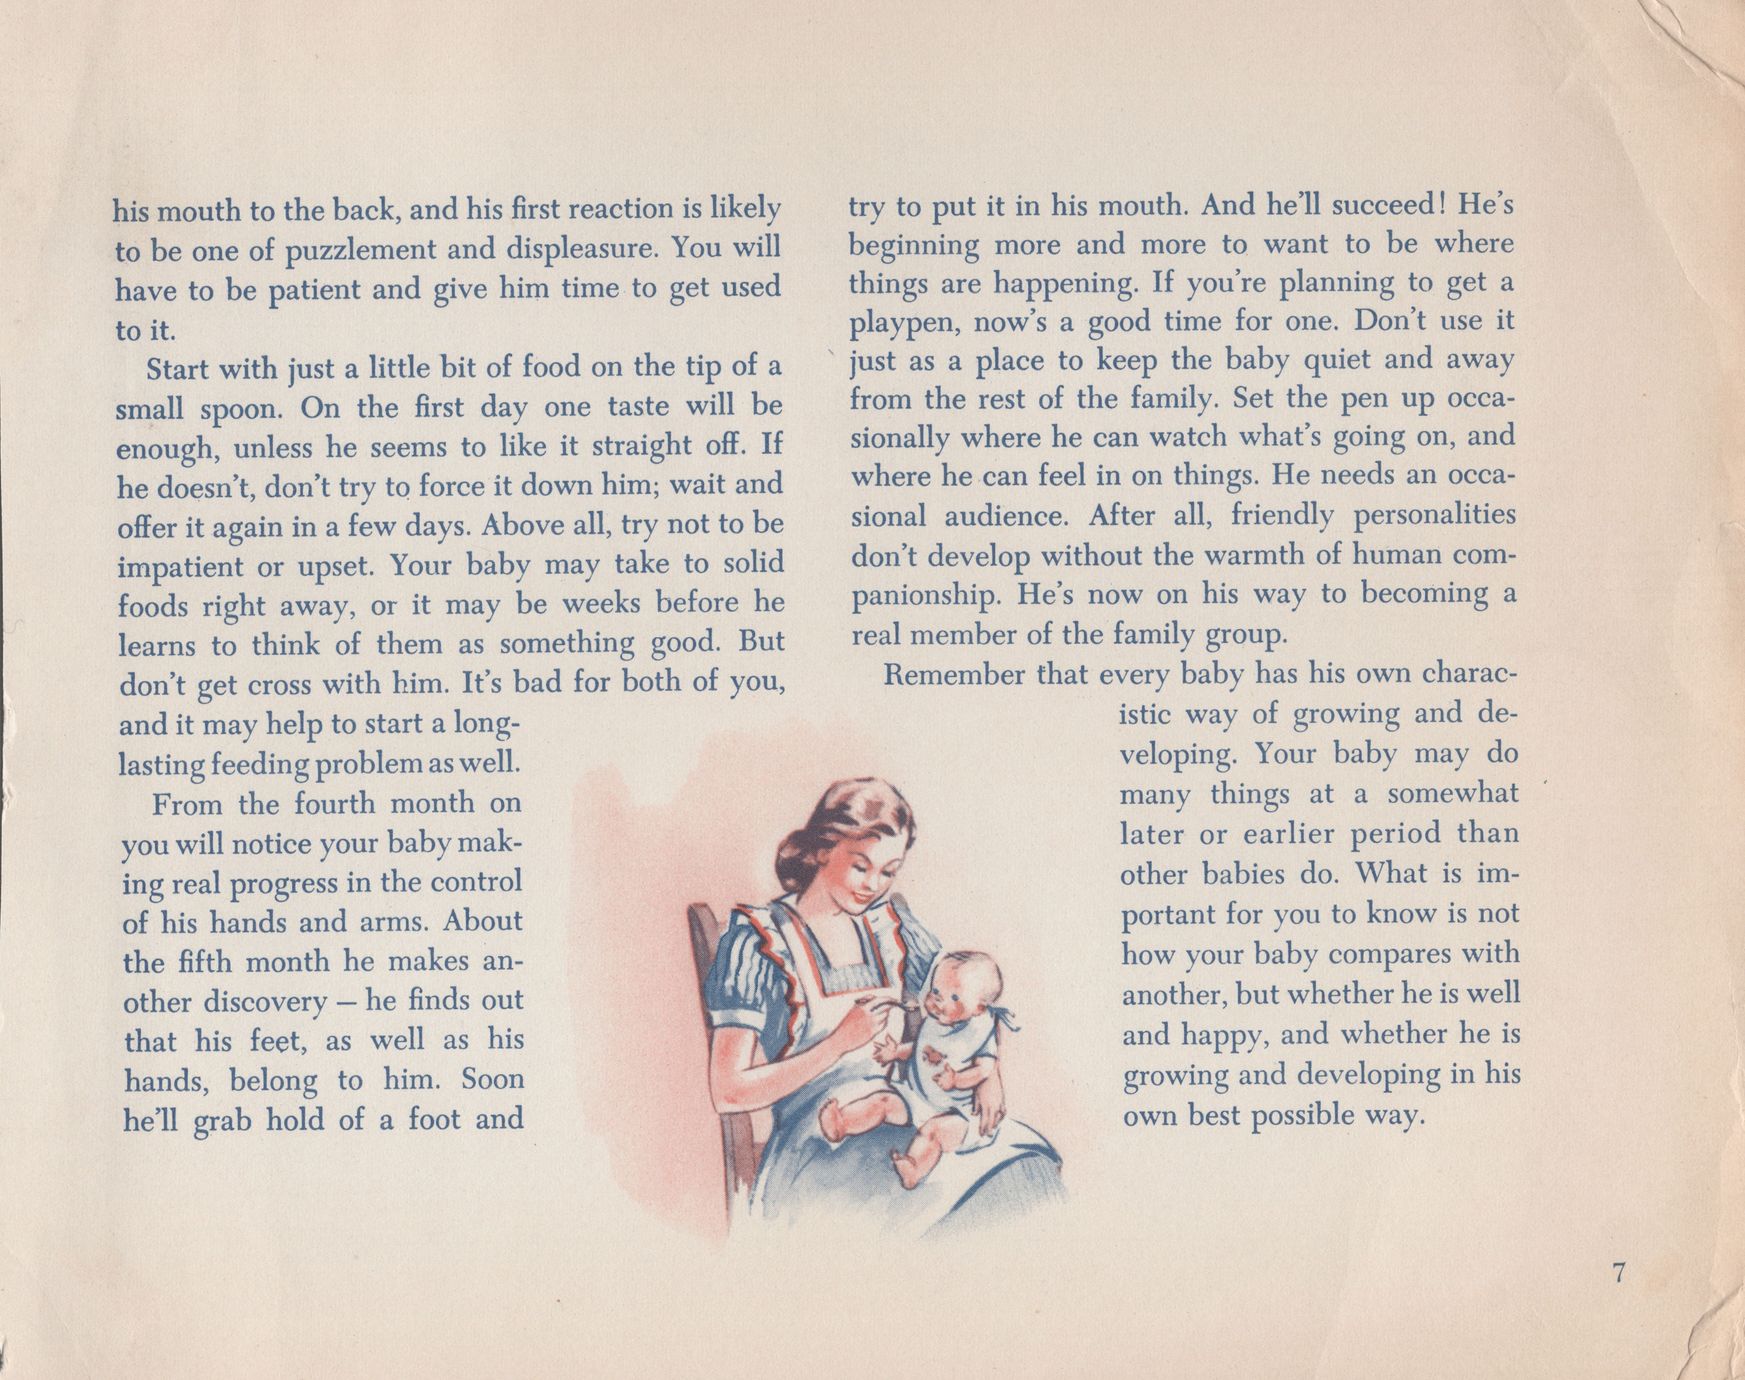 his mouth to the back, and his first reaction is likely
to be one of puzzlement and displeasure. You will
have to be patient and give him time to get used
to it.
Start with just a little bit of food on the tip of a
small spoon. On the first day one taste will be
enough, unless he seems to like it straight off. If
he doesn't, don't try to force it down him; wait and
offer it again in a few days. Above all, try not to be
impatient or upset. Your baby may take to solid
foods right away, or it may be weeks before he
learns to think of them as something good. But
don't get cross with him. It's bad for both of you,
and it may help to start a long-
lasting feeding problem as well.
From the fourth month on
you will notice your baby mak-
ing real progress in the control
of his hands and arms. About
the fifth month he makes an-
other discovery – he finds out
that his feet, as well as his
hands, belong to him. Soon
he'll grab hold of a foot and
try to put it in his mouth. And he'll succeed! He's
beginning more and more to want to be where
things are happening. If you're planning to get a
playpen, now's a good time for one. Don't use it
just as a place to keep the baby quiet and away
from the rest of the family. Set the pen up occa-
sionally where he can watch what's going on, and
where he can feel in on things. He needs an occa-
sional audience. After all, friendly personalities
don't develop without the warmth of human com-
panionship. He's now on his way to becoming a
real member of the family group.
Remember that every baby has his own charac-
istic way of growing and de-
veloping. Your baby may do
many things at a somewhat
later or earlier period than
other babies do. What is im-
portant for you to know is not
how your baby compares with
another, but whether he is well
and happy, and whether he is
growing and developing in his
own best possible way.
7